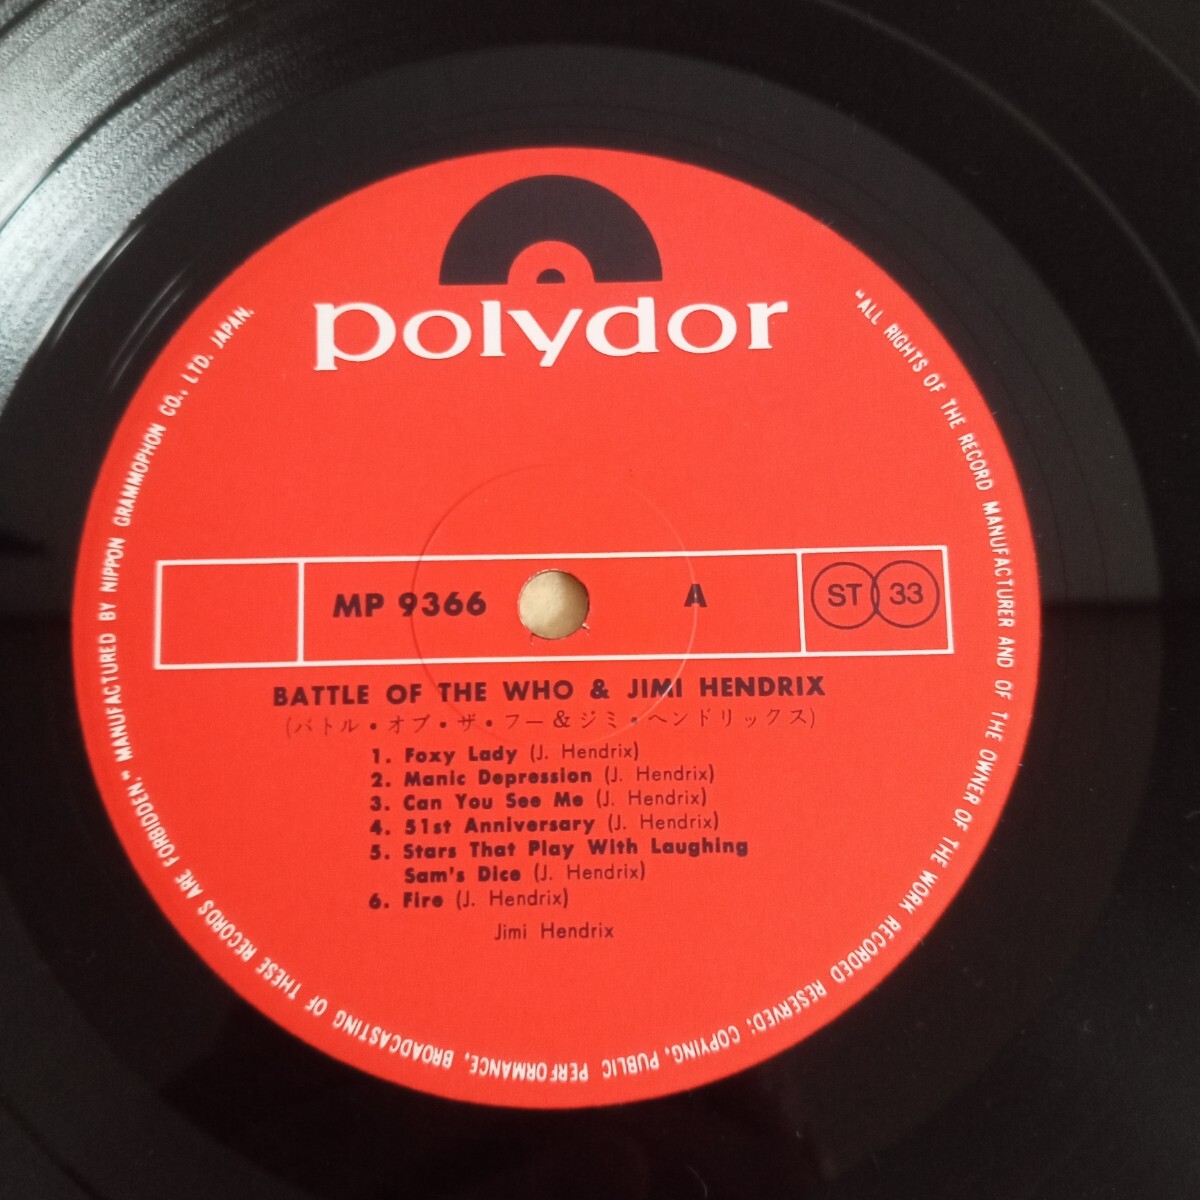 polydor
MP 9366
A
ST 33
BATTLE OF THE WHO & JIMI HENDRIX
(バトル・オブ・ザ・フー&ジミ・ヘンドリックス)
1. Foxy Lady (J. Hendrix)
2. Manic Depression (J. Hendrix)
3. Can You See Me (J. Hendrix)
4. 51st Anniversary (J. Hendrix)
5. Stars That Play With Laughing
Sam's Dice (J. Hendrix)
6. Fire (J. Hendrix)
Jimi Hendrix
"ALL RIGHTS OF THE RECORD MANUFACTURER AND OF THE OWNER OF THE WORK RECORDED RESERVED; COPYING, PUBLIC PERFORMANCE, BROADCASTING OF THESE RECORDS ARE FORBIDDEN." MANUFACTURED BY NIPPON GRAMMOPHON CO., LTD. JAPAN.